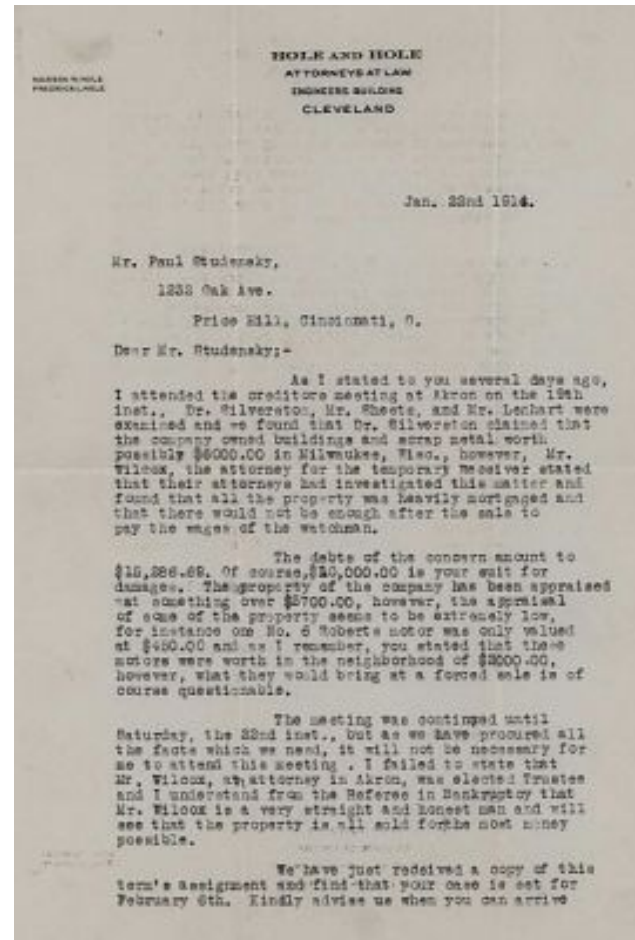 HOLE AND HOLE
ATTORNEYS AT LAW
ENGINEERS BUILDING
CLEVELAND
Jan. 22nd 1914.
Mr. Paul Studensky,
1232 Oak Ave.
Price Hill, Cincinnati, O.
Dear Mr. Studensky;-
As I stated to you several days ago,
I attended the creditors meeting at Akron on the 19th
inst., Dr. Silverston, Mr. Sheets, and Mr. Lenhart were
examined and we found that Dr. Silverston claimed that
the company owned buildings and scrap metal worth
possibly $6000.00 in Milwaukee, Wisc., however, Mr.
Wilcox, the attorney for the temporary Receiver stated
that their attorneys had investigated this matter and
found that all the property was heavily mortgaged and
that there would not be enough after the sale to
pay the wages of the watchman.
The debts of the concern amount to
Of course, $10,000.00 is your suit for
damages. The property of the company has been appraised
at something over $5700.00, however, the appraisal
of some of the property seems to be extremely low,
for instance one No. 6 Roberts motor was only valued
at $450.00 and as I remember, you stated that these
motors were worth in the neighborhood of
however, what they would bring at a forced sale is of
course questionable.
The meeting was continued until
Saturday, the 22nd inst., but as we have procured all
the facts which we need, it will not be necessary for
me to attend this meeting. I failed to state that
Mr, Wilcox, an attorney in Akron, was elected Trustee
and I understand from the Referee in Bankruptcy that
Mr. Wilcox is a very straight and honest man and will
see that the property is all sold for the most money
possible.
We have just received a copy of this
term's assignment and find that your case is set for
February 6th. Kindly advise us when you can arrive